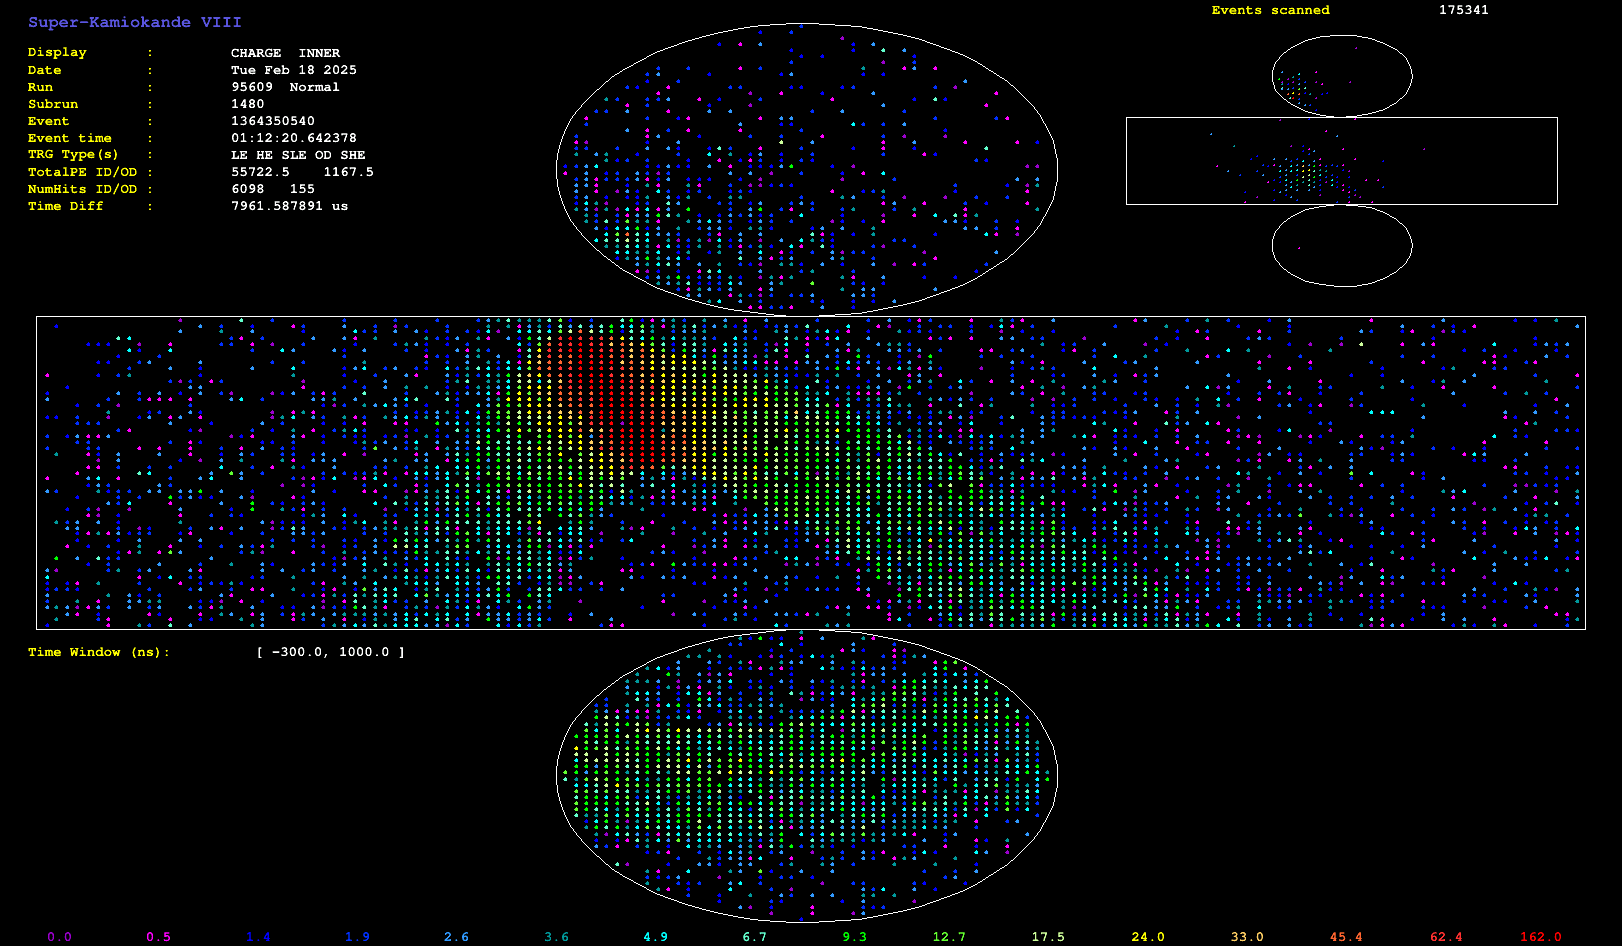 Super-Kamiokande VIII
Events scanned 175341
Display : CHARGE INNER
Date : Tue Feb 18 2025
Run : 95609 Normal
Subrun : 1480
Event : 1364350540
Event time : 01:12:20.642378
TRG Type(s) : LE HE SLE OD SHE
TotalPE ID/OD : 55722.5 1167.5
NumHits ID/OD : 6098 155
Time Diff : 7961.587891 us
Time Window (ns): [ -300.0, 1000.0 ]
0.0 0.5 1.4 1.9 2.6 3.6 4.9 6.7 9.3 12.7 17.5 24.0 33.0 45.4 62.4 162.0